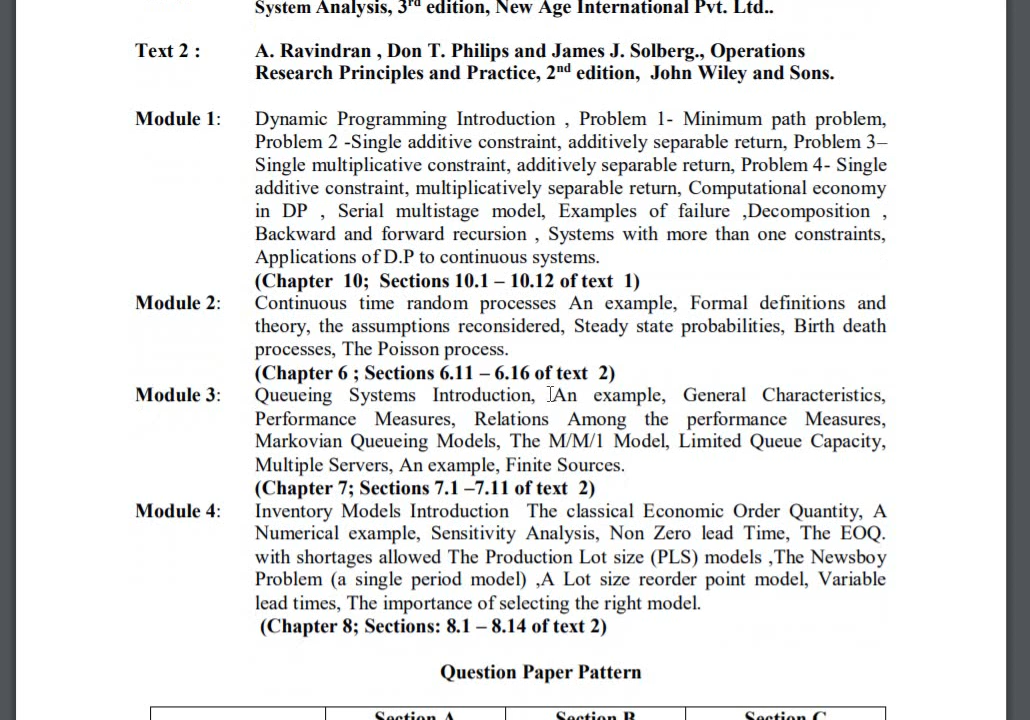 System Analysis, 3rd edition, New Age International Pvt. Ltd..
Text 2 : A. Ravindran , Don T. Philips and James J. Solberg., Operations
Research Principles and Practice, 2nd edition, John Wiley and Sons.
Module 1: Dynamic Programming Introduction , Problem 1- Minimum path problem,
Problem 2 -Single additive constraint, additively separable return, Problem 3–
Single multiplicative constraint, additively separable return, Problem 4- Single
additive constraint, multiplicatively separable return, Computational economy
in DP , Serial multistage model, Examples of failure ,Decomposition ,
Backward and forward recursion , Systems with more than one constraints,
Applications of D.P to continuous systems.
(Chapter 10; Sections 10.1 – 10.12 of text 1)
Module 2: Continuous time random processes An example, Formal definitions and
theory, the assumptions reconsidered, Steady state probabilities, Birth death
processes, The Poisson process.
(Chapter 6 ; Sections 6.11 – 6.16 of text 2)
Module 3: Queueing Systems Introduction, An example, General Characteristics,
Performance Measures, Relations Among the performance Measures,
Markovian Queueing Models, The M/M/1 Model, Limited Queue Capacity,
Multiple Servers, An example, Finite Sources.
(Chapter 7; Sections 7.1 –7.11 of text 2)
Module 4: Inventory Models Introduction The classical Economic Order Quantity, A
Numerical example, Sensitivity Analysis, Non Zero lead Time, The EOQ.
with shortages allowed The Production Lot size (PLS) models ,The Newsboy
Problem (a single period model) ,A Lot size reorder point model, Variable
lead times, The importance of selecting the right model.
(Chapter 8; Sections: 8.1 – 8.14 of text 2)
Question Paper Pattern
Section A Section B Section C